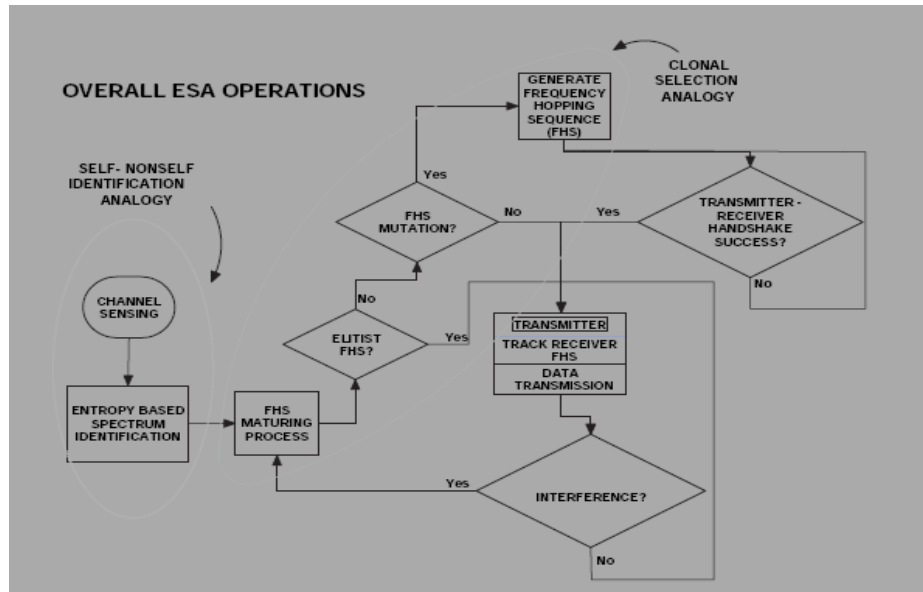 OVERALL ESA OPERATIONS
CLONAL
SELECTION
ANALOGY
GENERATE
FREQUENCY
HOPPING
SEQUENCE
(FHS)
SELF- NONSELF
IDENTIFICATION
ANALOGY
Yes
FHS
MUTATION?
No
Yes
TRANSMITTER -
RECEIVER
HANDSHAKE
SUCCESS?
No
CHANNEL
SENSING
No
ELITIST
FHS?
Yes
TRANSMITTER
TRACK RECEIVER
FHS
DATA
TRANSMISSION
ENTROPY BASED
SPECTRUM
IDENTIFICATION
FHS
MATURING
PROCESS
Yes
INTERFERENCE?
No